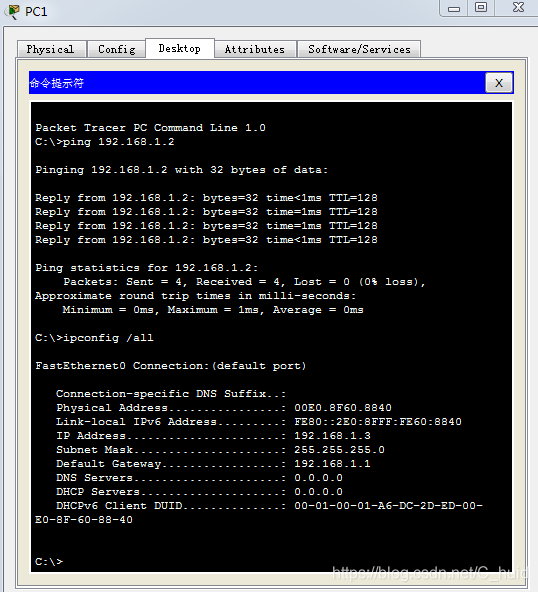 PC1
Physical Config Desktop Attributes Software/Services
命令提示符 X
Packet Tracer PC Command Line 1.0
C:\>ping 192.168.1.2
Pinging 192.168.1.2 with 32 bytes of data:
Reply from 192.168.1.2: bytes=32 time<1ms TTL=128
Reply from 192.168.1.2: bytes=32 time<1ms TTL=128
Reply from 192.168.1.2: bytes=32 time<1ms TTL=128
Reply from 192.168.1.2: bytes=32 time<1ms TTL=128
Ping statistics for 192.168.1.2:
Packets: Sent = 4, Received = 4, Lost = 0 (0% loss),
Approximate round trip times in milli-seconds:
Minimum = 0ms, Maximum = 1ms, Average = 0ms
C:\>ipconfig /all
FastEthernet0 Connection:(default port)
Connection-specific DNS Suffix..:
Physical Address................: 00E0.8F60.8840
Link-local IPv6 Address.........: FE80::2E0:8FFF:FE60:8840
IP Address......................: 192.168.1.3
Subnet Mask.....................: 255.255.255.0
Default Gateway.................: 192.168.1.1
DNS Servers.....................: 0.0.0.0
DHCP Servers....................: 0.0.0.0
DHCPv6 Client DUID..............: 00-01-00-01-A6-DC-2D-ED-00-
E0-8F-60-88-40
C:\>
https://blog.csdn.net/C_huid